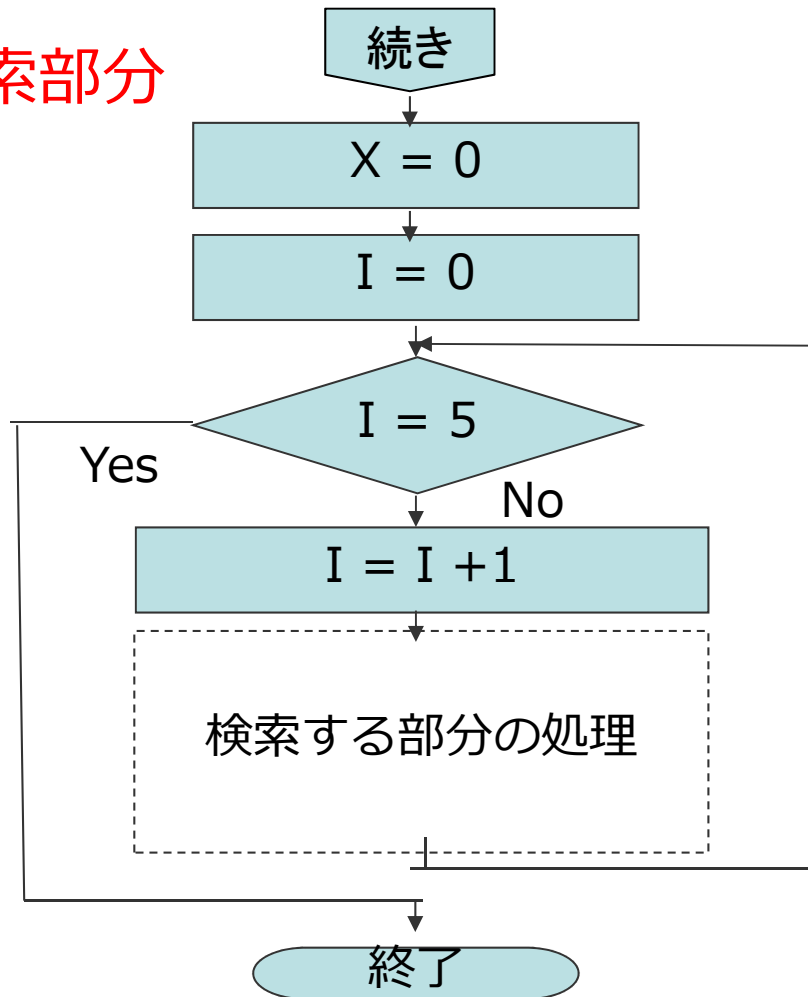 索部分
続き
X = 0
I = 0
I = 5
Yes
No
I = I +1
検索する部分の処理
終了